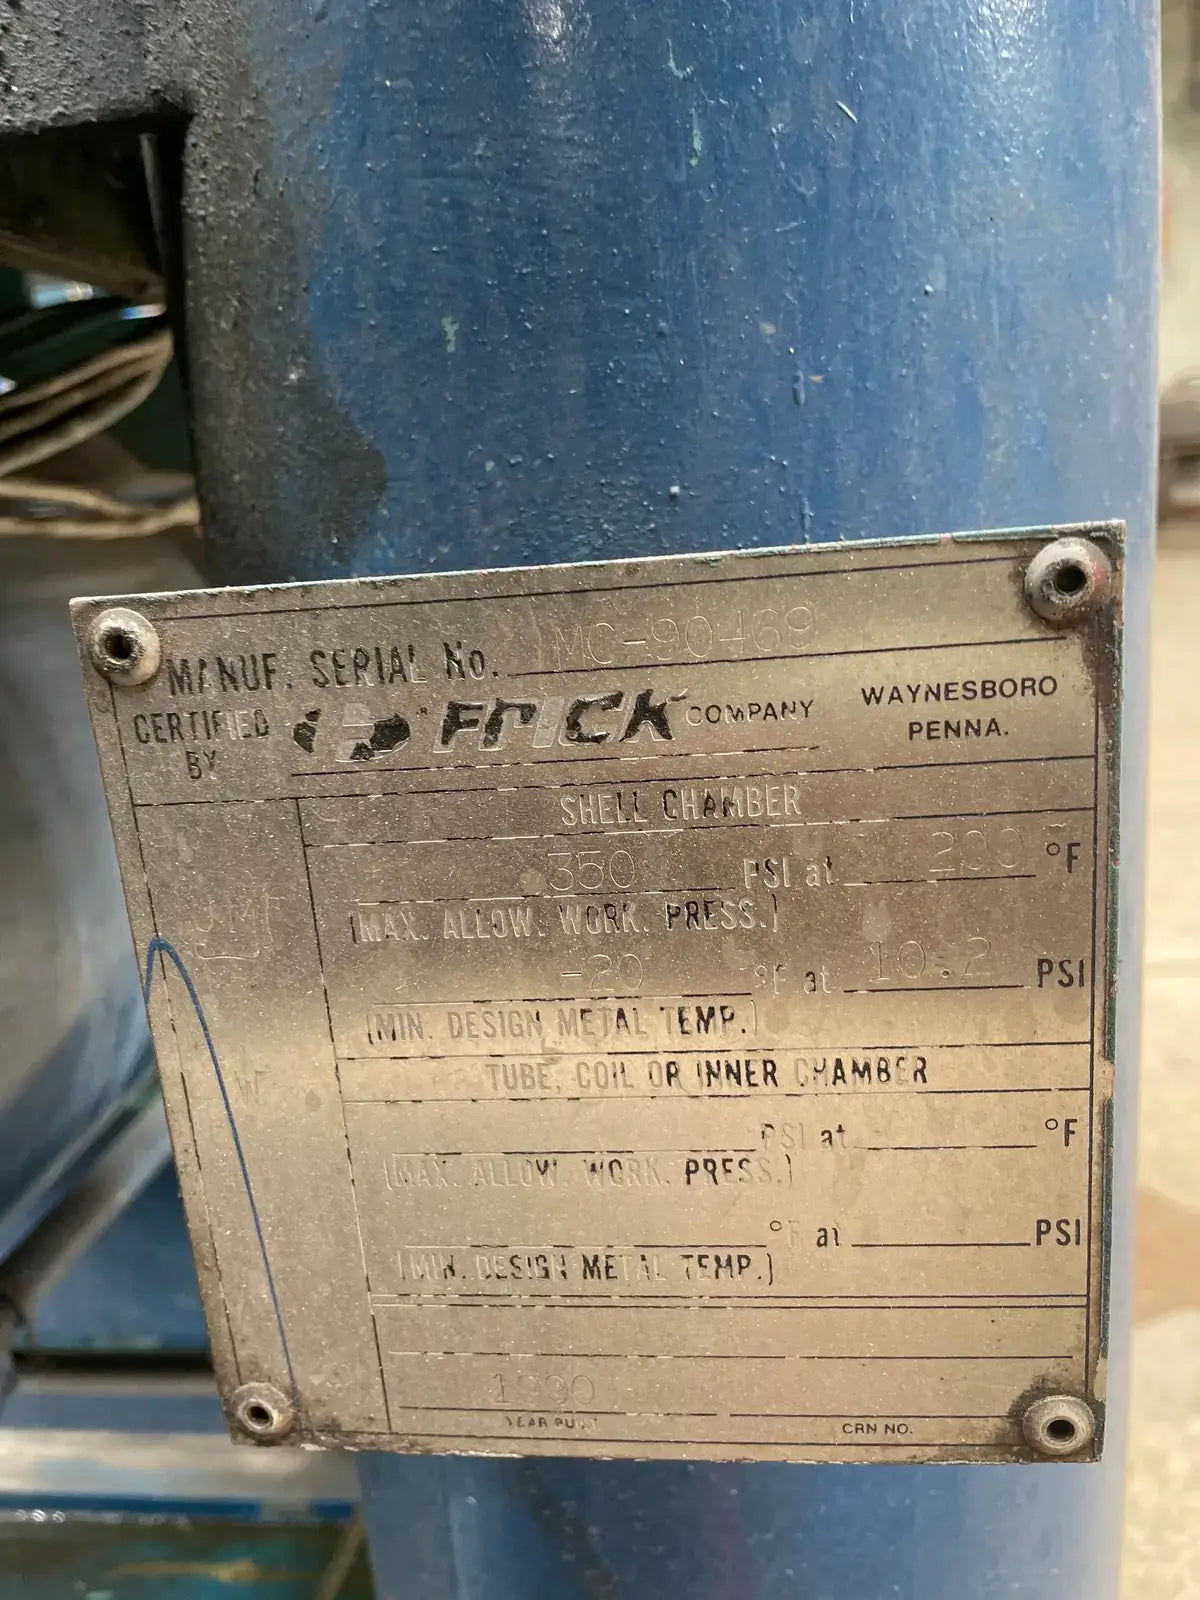 MANUF. SERIAL No. MC-90469
CERTIFIED BY ® FRICK COMPANY WAYNESBORO PENNA.
SHELL CHAMBER
350 PSI at 200 °F
(MAX. ALLOW. WORK. PRESS.)
-20 °F at 10.2 PSI
(MIN. DESIGN METAL TEMP.)
W
TUBE, COIL OR INNER CHAMBER
PSI at °F
(MAX. ALLOW. WORK. PRESS.)
°F at PSI
(MIN. DESIGN METAL TEMP.)
1990
YEAR BUILT CRN NO.